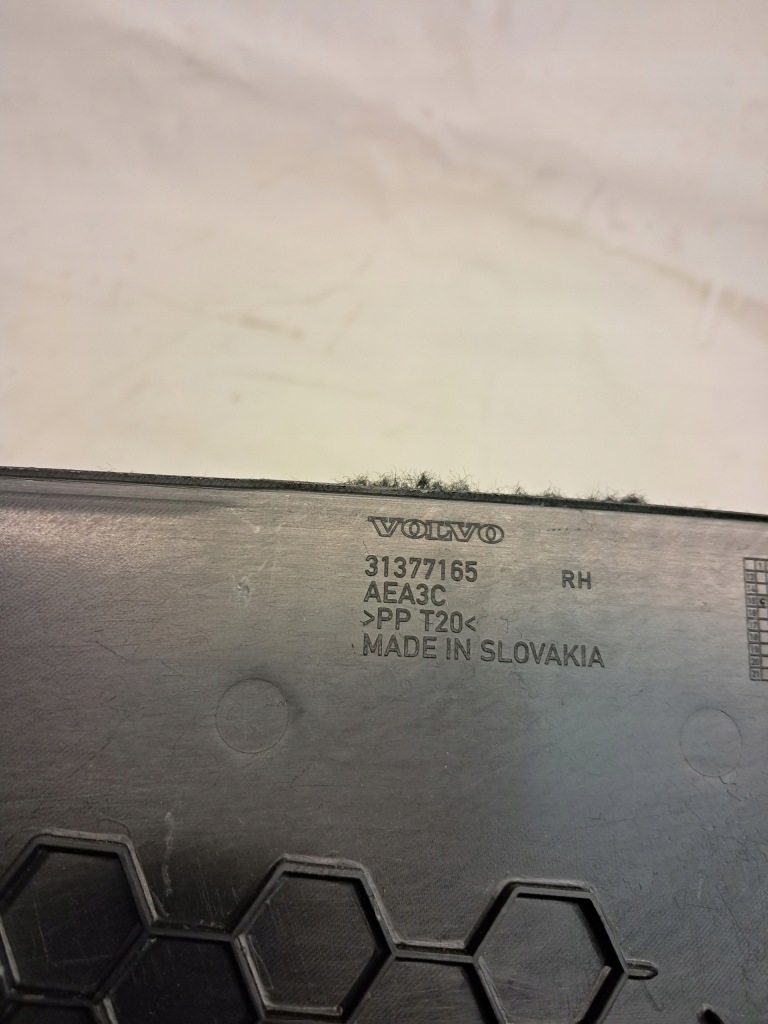 VOLVO
31377165 RH
AEA3C
>PP T20<
MADE IN SLOVAKIA